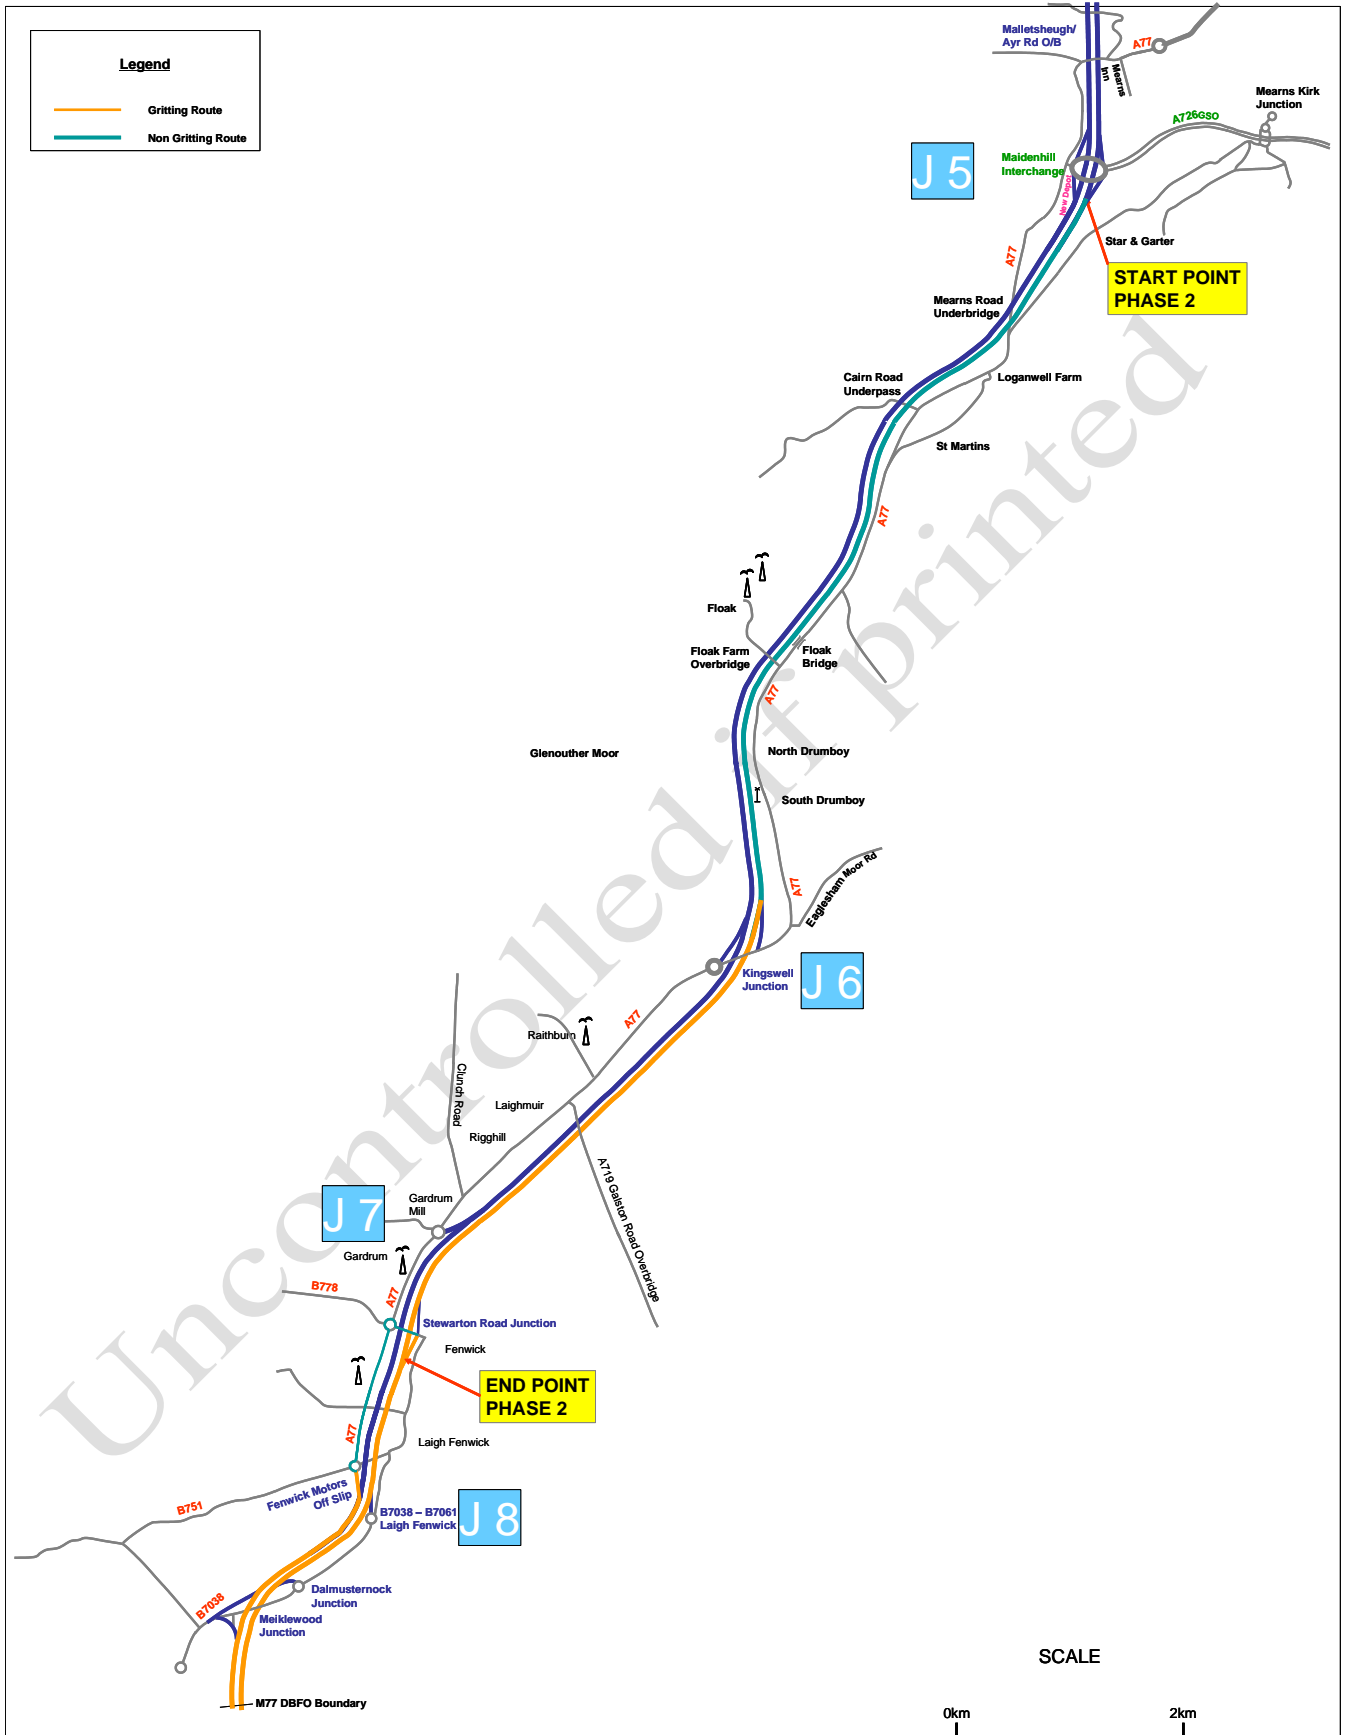 Legend
Gritting Route
Non Gritting Route
Malletsheugh/
Ayr Rd O/B
A77
Mearns
Inn
Mearns Kirk
Junction
A726GSO
J 5
Maidenhill
Interchange
New Depot
Star & Garter
A77
START POINT
PHASE 2
Mearns Road
Underbridge
Cairn Road
Underpass
Loganwell Farm
St Martins
A77
Floak
Floak Farm
Overbridge
Floak
Bridge
A77
Glenouther Moor
North Drumboy
South Drumboy
A77
Eaglesham Moor Rd
Kingswell
Junction
J 6
A77
Raithburn
Clunch Road
Laighmuir
Rigghill
A719 Galston Road Overbridge
J 7
Gardrum
Mill
Gardrum
B778
A77
Stewarton Road Junction
Fenwick
END POINT
PHASE 2
A77
Laigh Fenwick
B751
Fenwick Motors
Off Slip
B7038 – B7061
Laigh Fenwick
J 8
B7038
Dalmusternock
Junction
Meiklewood
Junction
M77 DBFO Boundary
SCALE
0km
2km
Uncontrolled if printed